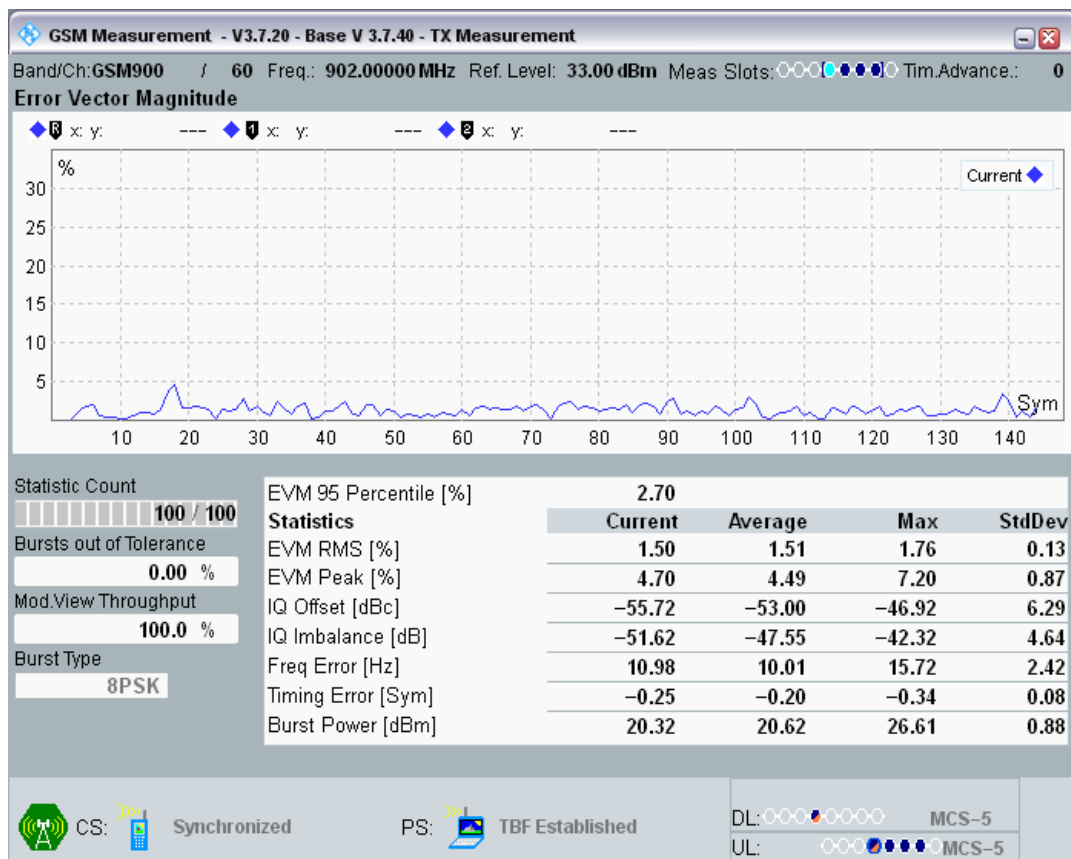 GSM Measurement - V3.7.20 - Base V 3.7.40 - TX Measurement
Band/Ch:GSM900 / 60 Freq.: 902.00000 MHz Ref. Level: 33.00 dBm Meas Slots: Tim.Advance.: 0
Error Vector Magnitude
R x: y: --- 1 x: y: --- 2 x: y: ---
%
Current
30
25
20
15
10
5
Sym
10 20 30 40 50 60 70 80 90 100 110 120 130 140
Statistic Count
100 / 100
Bursts out of Tolerance
0.00 %
Mod.View Throughput
100.0 %
Burst Type
8PSK
EVM 95 Percentile [%] 2.70
Statistics Current Average Max StdDev
EVM RMS [%] 1.50 1.51 1.76 0.13
EVM Peak [%] 4.70 4.49 7.20 0.87
IQ Offset [dBc] −55.72 −53.00 −46.92 6.29
IQ Imbalance [dB] −51.62 −47.55 −42.32 4.64
Freq Error [Hz] 10.98 10.01 15.72 2.42
Timing Error [Sym] −0.25 −0.20 −0.34 0.08
Burst Power [dBm] 20.32 20.62 26.61 0.88
CS: Synchronized PS: TBF Established
DL: MCS−5
UL: MCS−5